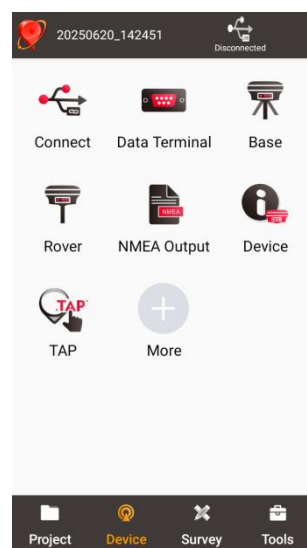 20250620_142451
Disconnected
Connect Data Terminal Base
NMEA
Rover NMEA Output Device
.TAP
TAP More
Project Device Survey Tools